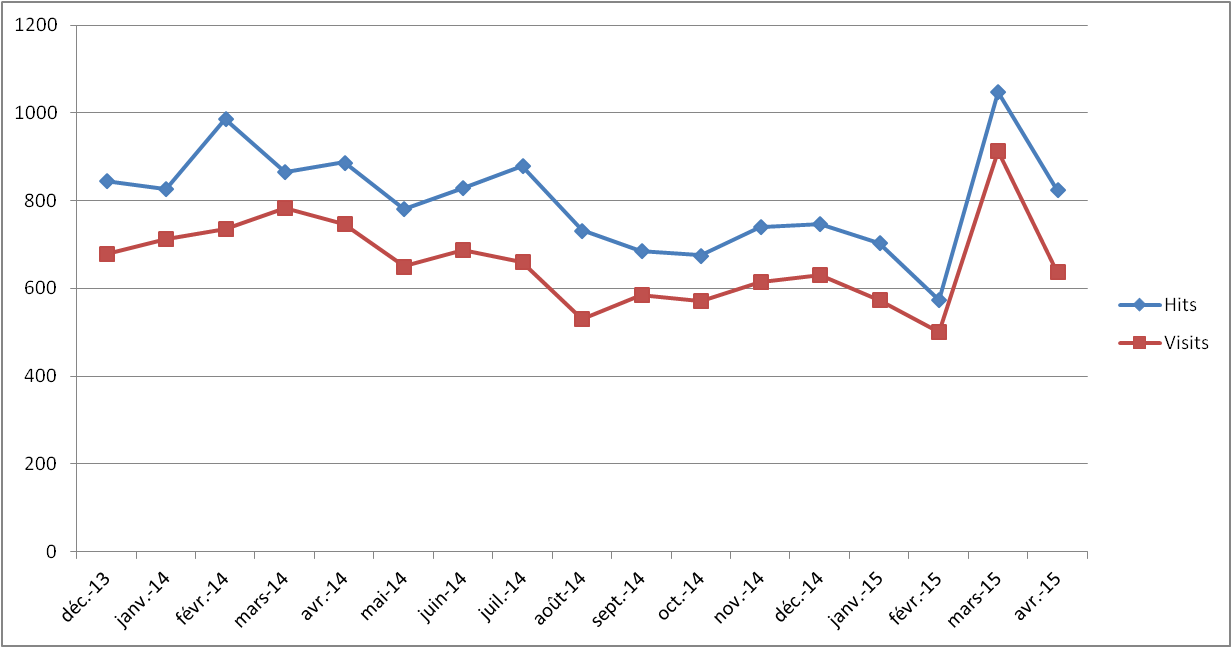 1200
1000
800
600
400
200
0
déc.-13
janv.-14
févr.-14
mars-14
avr.-14
mai-14
juin-14
juil.-14
août-14
sept.-14
oct.-14
nov.-14
déc.-14
janv.-15
févr.-15
mars-15
avr.-15
Hits
Visits